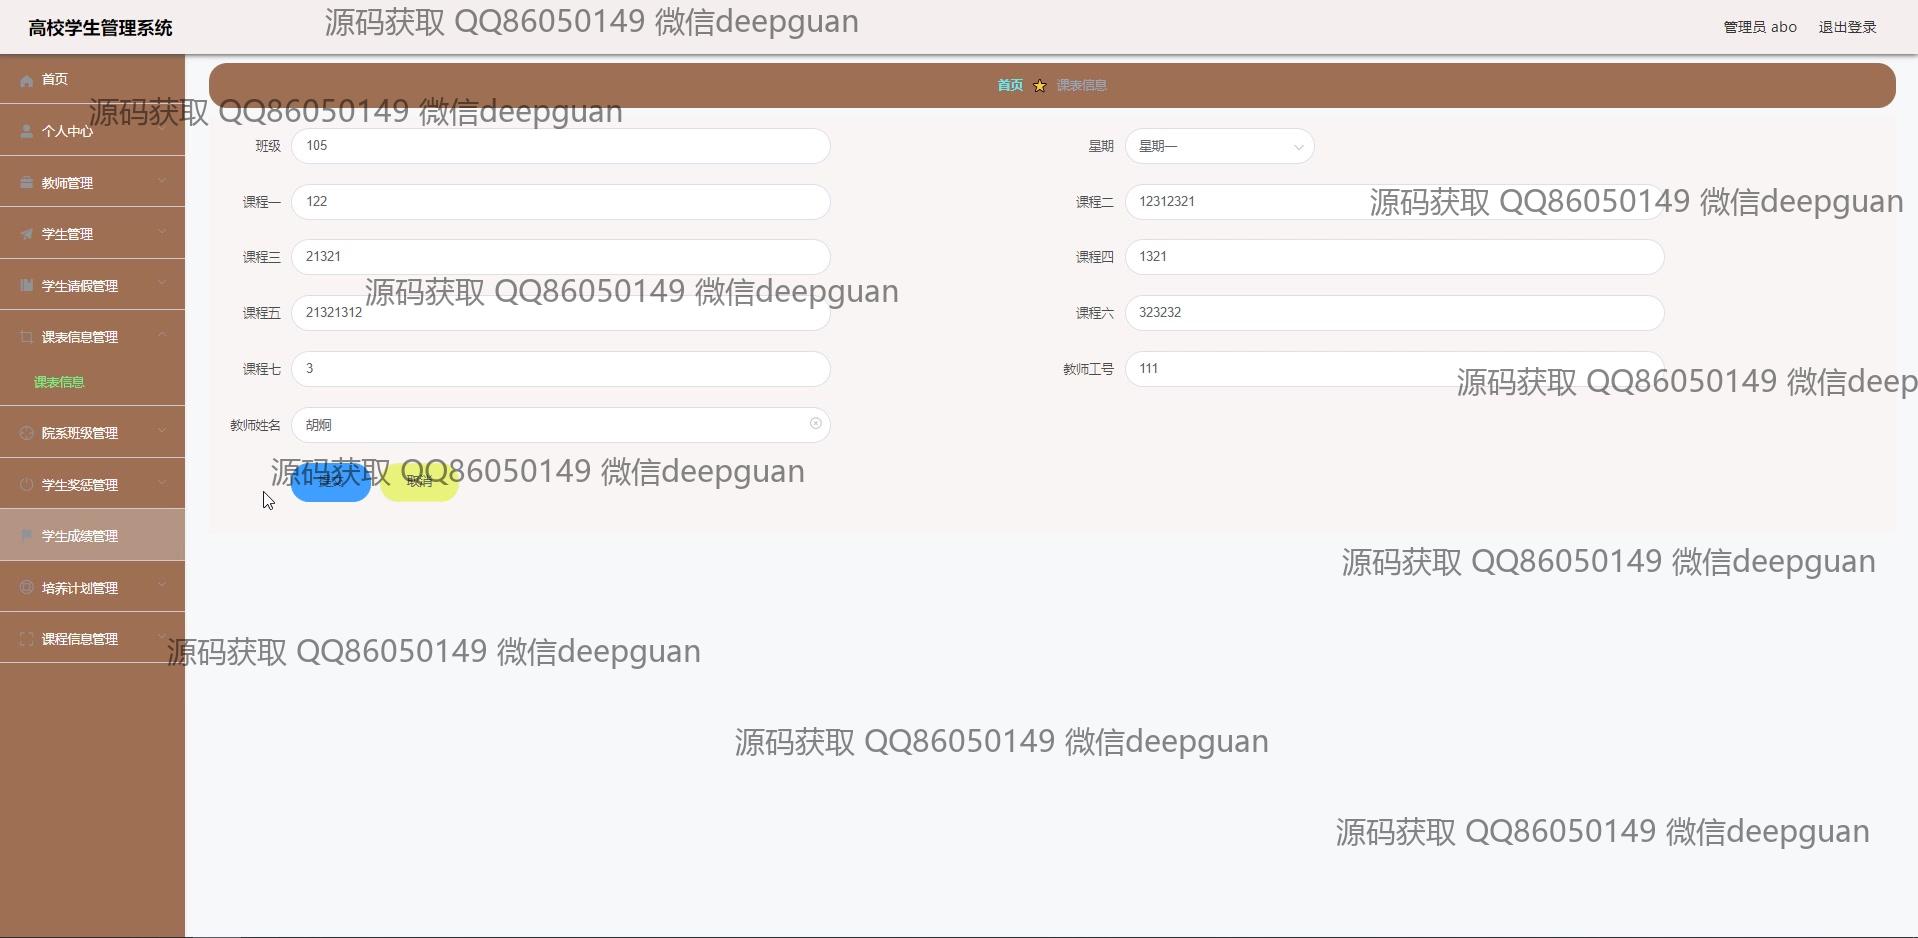 高校学生管理系统
源码获取 QQ86050149 微信deepguan
管理员 abo 退出登录
首页
首页 课表信息
源码获取 QQ86050149 微信deepguan
个人中心
班级 105 星期 星期一
教师管理
课程一 122 课程二 12312321
源码获取 QQ86050149 微信deepguan
学生管理
课程三 21321 课程四 1321
学生请假管理
源码获取 QQ86050149 微信deepguan
课程五 21321312 课程六 323232
课表信息管理
课程七 3 教师工号 111
课表信息
源码获取 QQ86050149 微信deep
教师姓名 胡炯
院系班级管理
源码获取 QQ86050149 微信deepguan
提交 取消
学生奖惩管理
学生成绩管理
源码获取 QQ86050149 微信deepguan
培养计划管理
课程信息管理
源码获取 QQ86050149 微信deepguan
源码获取 QQ86050149 微信deepguan
源码获取 QQ86050149 微信deepguan